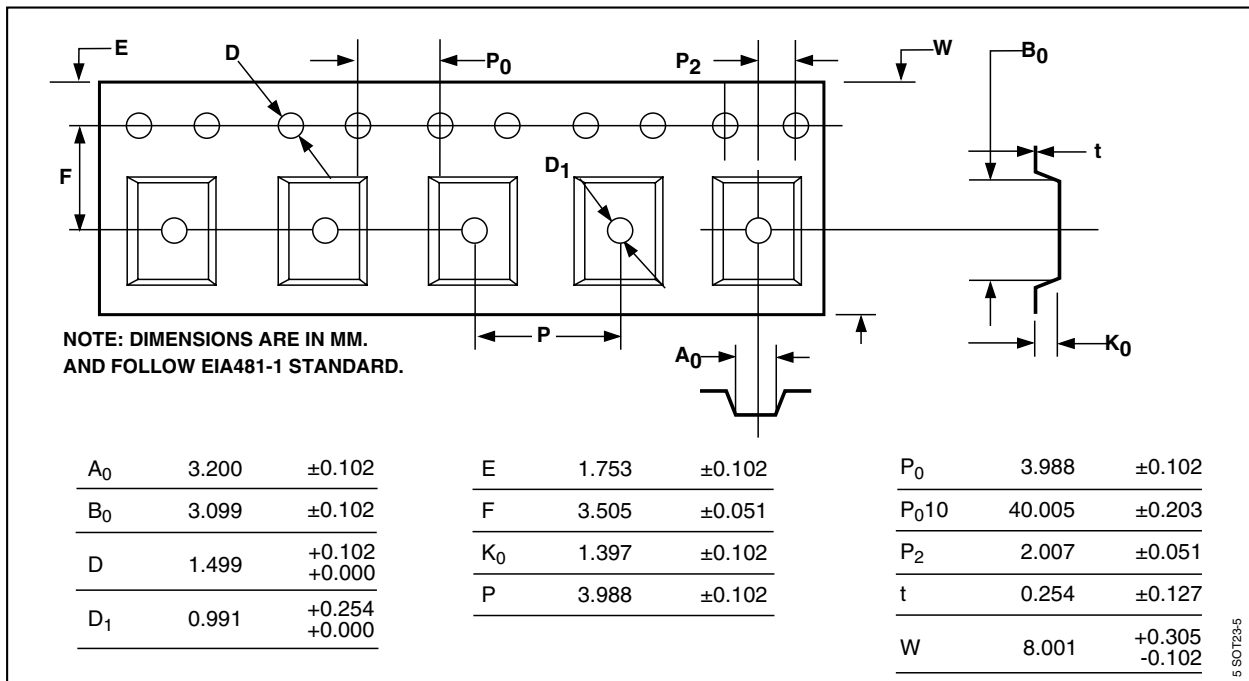 E
D
P0
P2
W
B0
F
D1
t
P
A0
K0
NOTE: DIMENSIONS ARE IN MM.
AND FOLLOW EIA481-1 STANDARD.
A0 3.200 ±0.102
B0 3.099 ±0.102
D 1.499 +0.102
+0.000
D1 0.991 +0.254
+0.000
E 1.753 ±0.102
F 3.505 ±0.051
K0 1.397 ±0.102
P 3.988 ±0.102
P0 3.988 ±0.102
P010 40.005 ±0.203
P2 2.007 ±0.051
t 0.254 ±0.127
W 8.001 +0.305
-0.102
5 SOT23-5